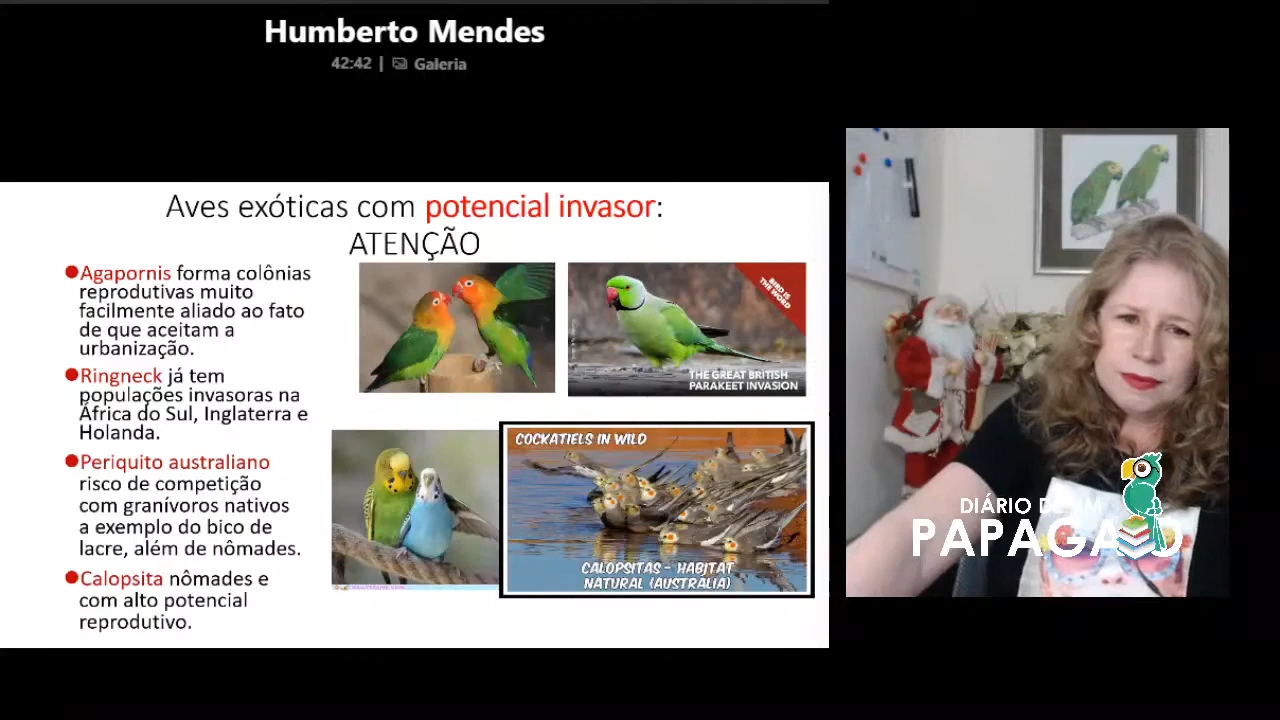 Humberto Mendes
42:42 | Galeria
Aves exóticas com potencial invasor:
ATENÇÃO
Agapornis forma colônias
reprodutivas muito
facilmente aliado ao fato
de que aceitam a
urbanização.
Ringneck já tem
populações invasoras na
África do Sul, Inglaterra e
Holanda.
Periquito australiano
risco de competição
com granívoros nativos
a exemplo do bico de
lacre, além de nômades.
Calopsita nômades e
com alto potencial
reprodutivo.
BIRD IS
THE WORD
THE GREAT BRITISH
PARAKEET INVASION
COCKATIELS IN WILD
CALOPSITAS - HABITAT
NATURAL (AUSTRÁLIA)
DIÁRIO DE UM
PAPAGAIO